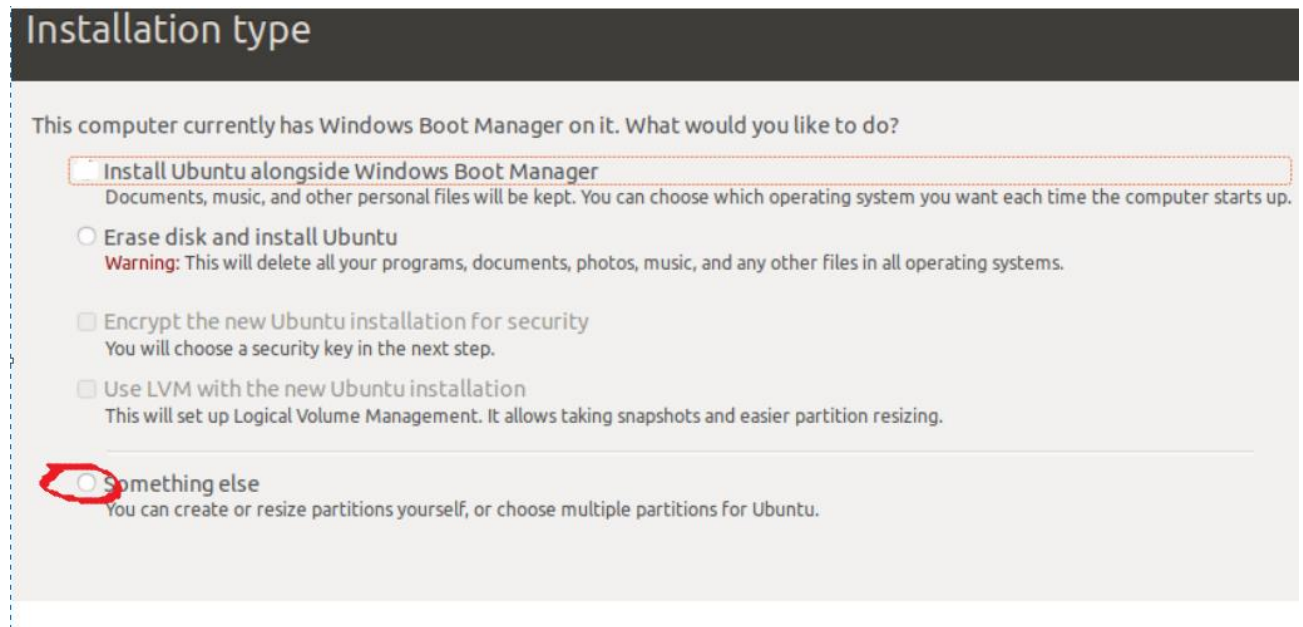 Installation type
This computer currently has Windows Boot Manager on it. What would you like to do?
Install Ubuntu alongside Windows Boot Manager
Documents, music, and other personal files will be kept. You can choose which operating system you want each time the computer starts up.
Erase disk and install Ubuntu
Warning: This will delete all your programs, documents, photos, music, and any other files in all operating systems.
Encrypt the new Ubuntu installation for security
You will choose a security key in the next step.
Use LVM with the new Ubuntu installation
This will set up Logical Volume Management. It allows taking snapshots and easier partition resizing.
Something else
You can create or resize partitions yourself, or choose multiple partitions for Ubuntu.